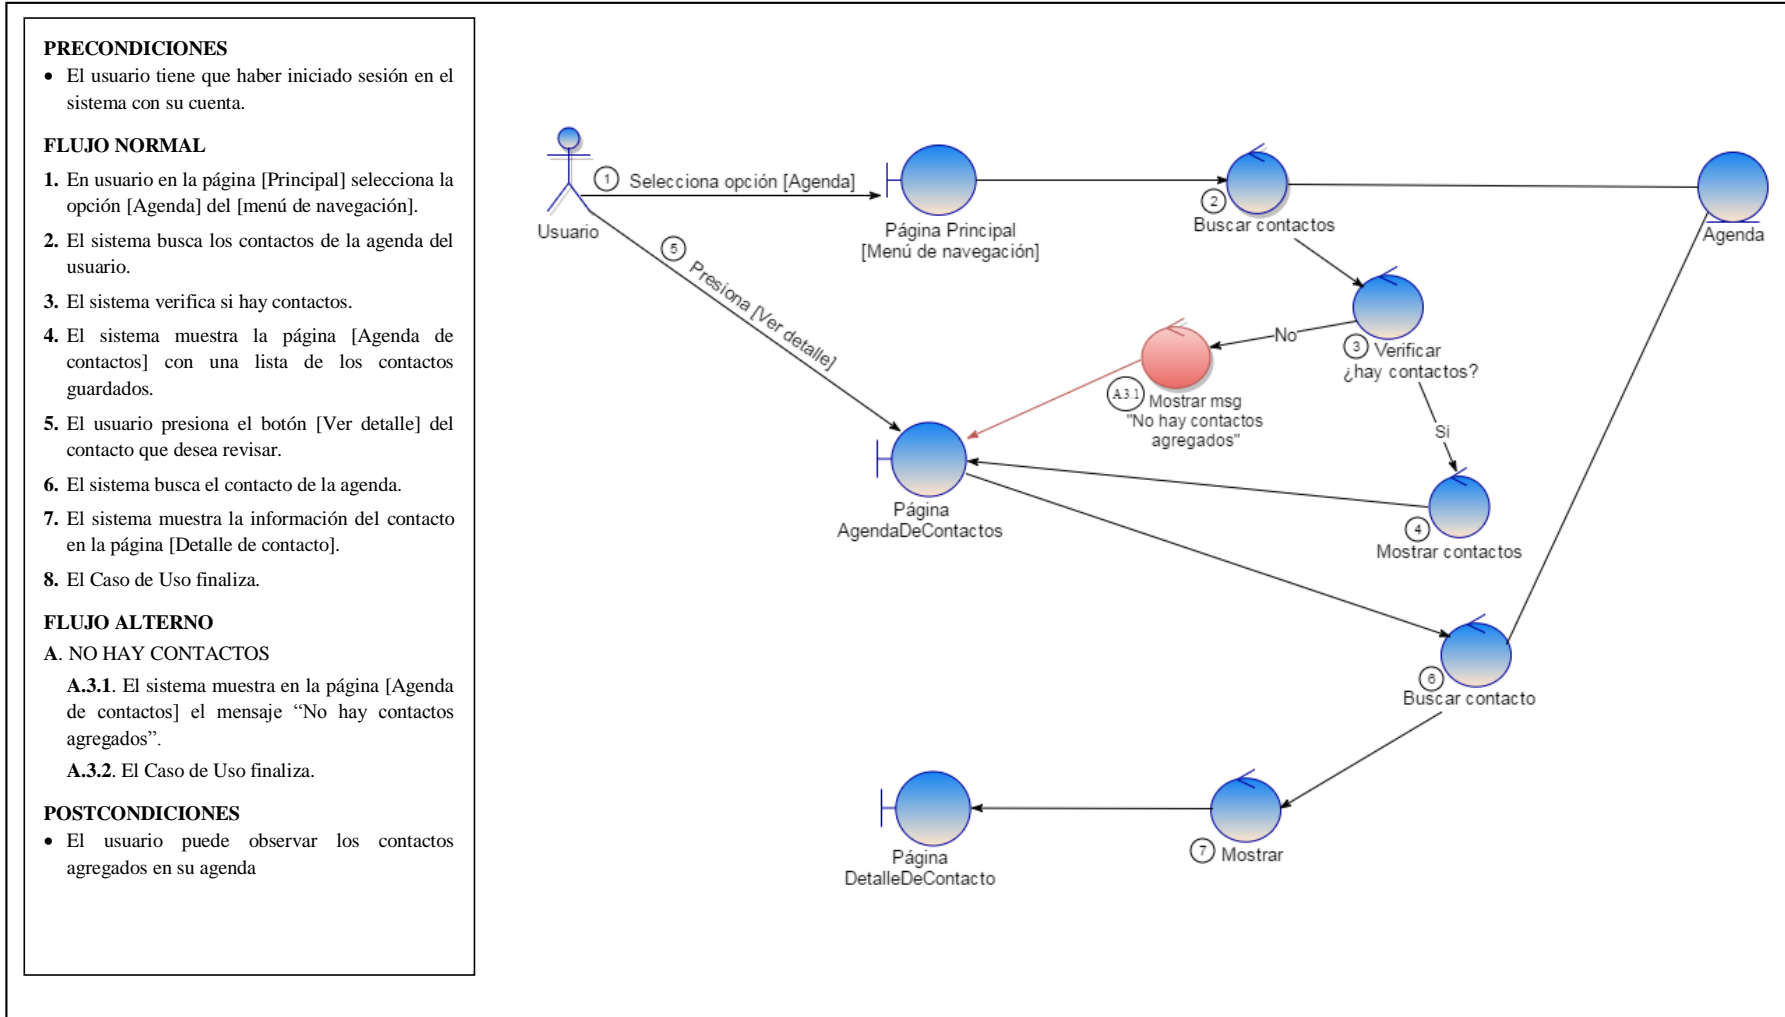 PRECONDICIONES
• El usuario tiene que haber iniciado sesión en el
sistema con su cuenta.
FLUJO NORMAL
1. En usuario en la página [Principal] selecciona la
opción [Agenda] del [menú de navegación].
2. El sistema busca los contactos de la agenda del
usuario.
3. El sistema verifica si hay contactos.
4. El sistema muestra la página [Agenda de
contactos] con una lista de los contactos
guardados.
5. El usuario presiona el botón [Ver detalle] del
contacto que desea revisar.
6. El sistema busca el contacto de la agenda.
7. El sistema muestra la información del contacto
en la página [Detalle de contacto].
8. El Caso de Uso finaliza.
FLUJO ALTERNO
A. NO HAY CONTACTOS
A.3.1. El sistema muestra en la página [Agenda
de contactos] el mensaje “No hay contactos
agregados”.
A.3.2. El Caso de Uso finaliza.
POSTCONDICIONES
• El usuario puede observar los contactos
agregados en su agenda
Usuario
1 Selecciona opción [Agenda]
Página Principal
[Menú de navegación]
2
Buscar contactos
Agenda
5 Presiona [Ver detalle]
3 Verificar
¿hay contactos?
No
A3.1 Mostrar msg
"No hay contactos
agregados"
Si
4
Mostrar contactos
Página
AgendaDeContactos
6
Buscar contacto
7 Mostrar
Página
DetalleDeContacto